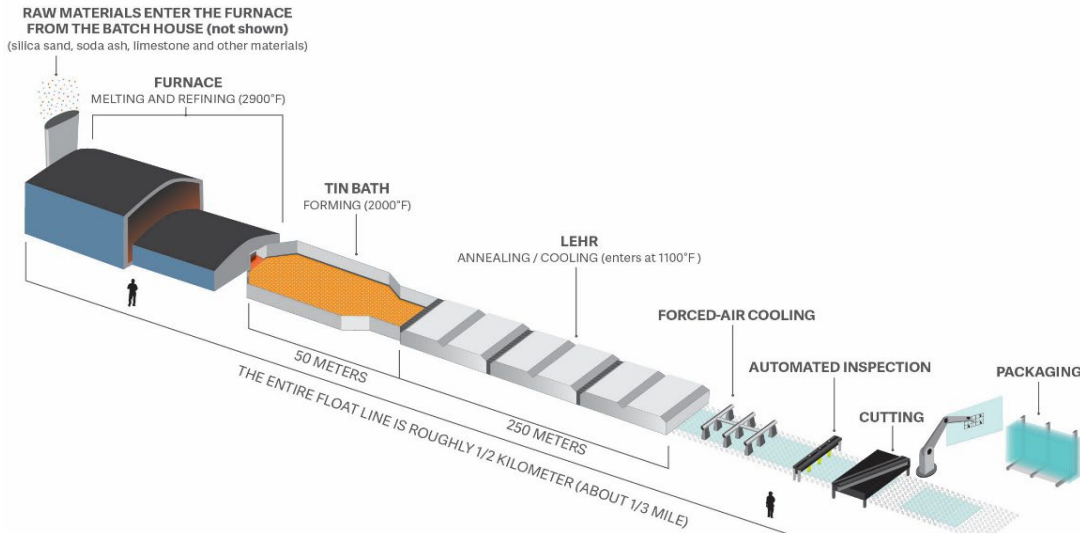 RAW MATERIALS ENTER THE FURNACE
FROM THE BATCH HOUSE (not shown)
(silica sand, soda ash, limestone and other materials)
FURNACE
MELTING AND REFINING (2900°F)
TIN BATH
FORMING (2000°F)
LEHR
ANNEALING / COOLING (enters at 1100°F )
FORCED-AIR COOLING
AUTOMATED INSPECTION
CUTTING
PACKAGING
50 METERS
250 METERS
THE ENTIRE FLOAT LINE IS ROUGHLY 1/2 KILOMETER (ABOUT 1/3 MILE)